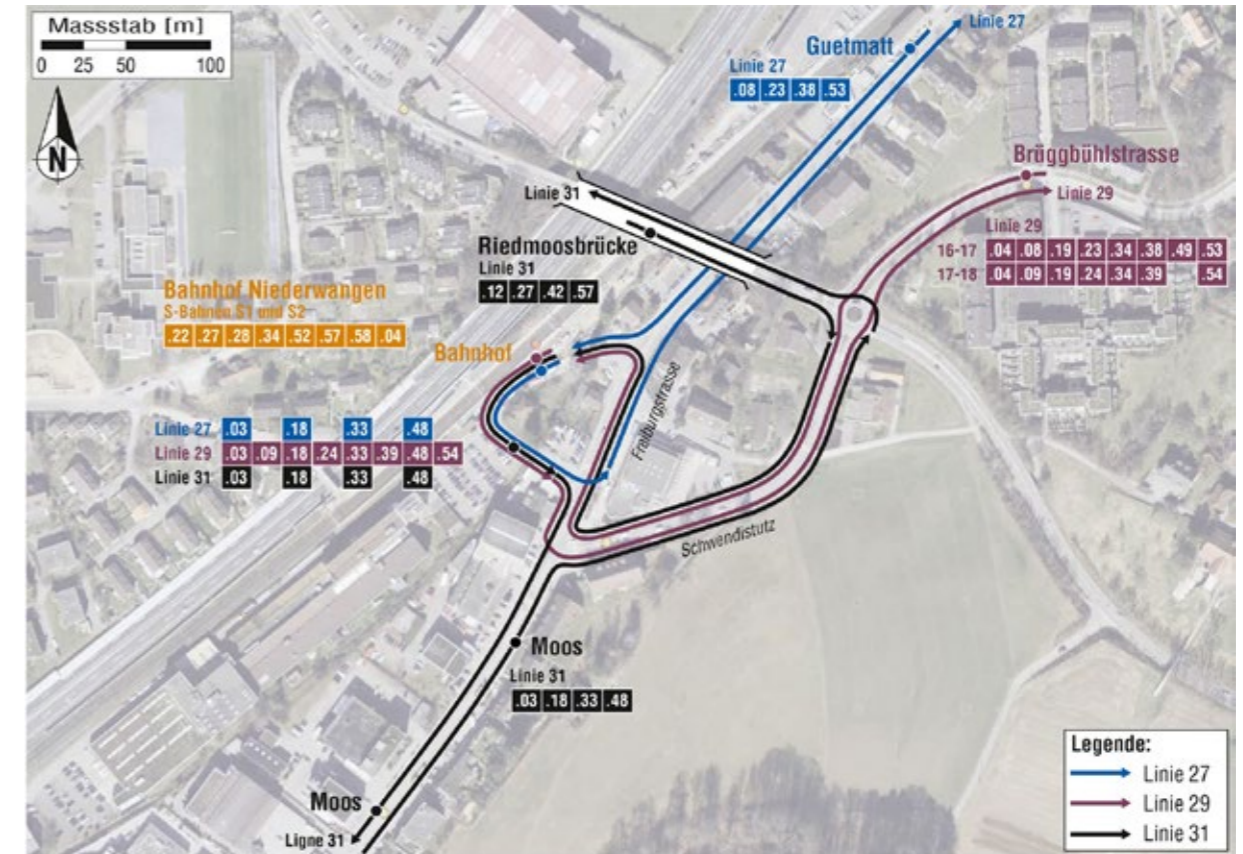 Massstab [m]
0 25 50 100
N
Linie 27
Guetmatt
Linie 27
.08 .23 .38 .53
Brüggbühlstrasse
Linie 29
Linie 29
16-17 .04 .08 .19 .23 .34 .38 .49 .53
17-18 .04 .09 .19 .24 .34 .39 .54
Linie 31
Riedmoosbrücke
Linie 31
.12 .27 .42 .57
Bahnhof Niederwangen
S-Bahnen S1 und S2
.22 .27 .28 .34 .52 .57 .58 .04
Bahnhof
Freiburgstrasse
Linie 27 .03 .18 .33 .48
Linie 29 .03 .09 .18 .24 .33 .39 .48 .54
Linie 31 .03 .18 .33 .48
Schwendistutz
Moos
Linie 31
.03 .18 .33 .48
Moos
Ligne 31
Legende:
Linie 27
Linie 29
Linie 31